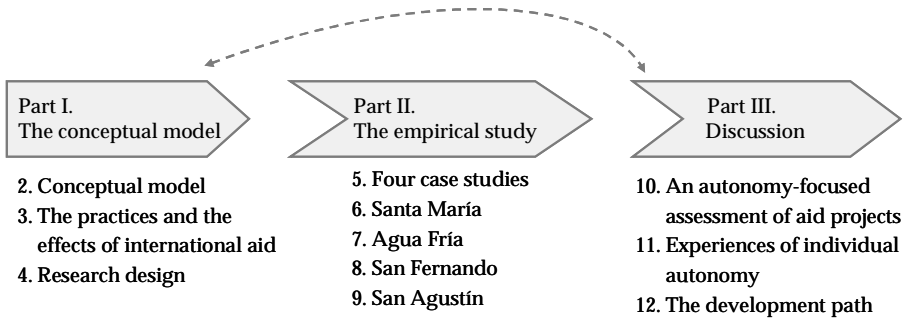 Part I.
The conceptual model
2. Conceptual model
3. The practices and the
effects of international aid
4. Research design
Part II.
The empirical study
5. Four case studies
6. Santa María
7. Agua Fría
8. San Fernando
9. San Agustín
Part III.
Discussion
10. An autonomy-focused
assessment of aid projects
11. Experiences of individual
autonomy
12. The development path